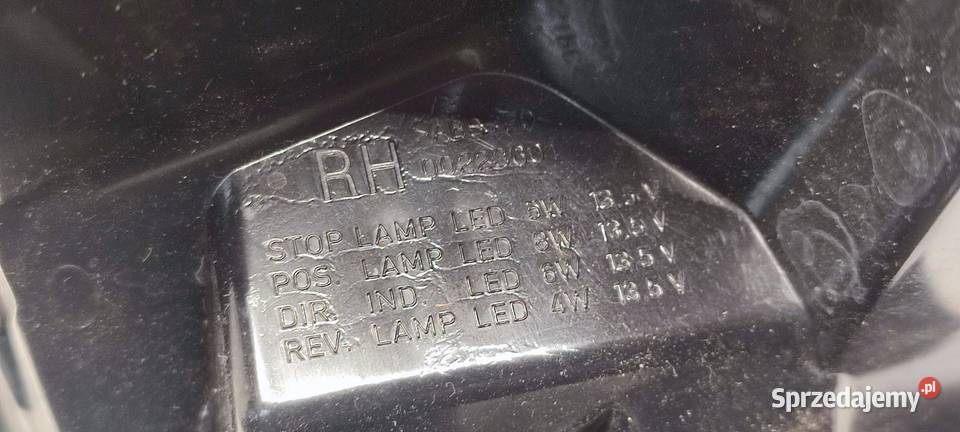 RH
STOP LAMP LED 6W 13.5 V
POS. LAMP LED 3W 13.5 V
DIR. IND. LED 6W 13.5 V
REV. LAMP LED 4W 13.5 V
Sprzedajemy.pl